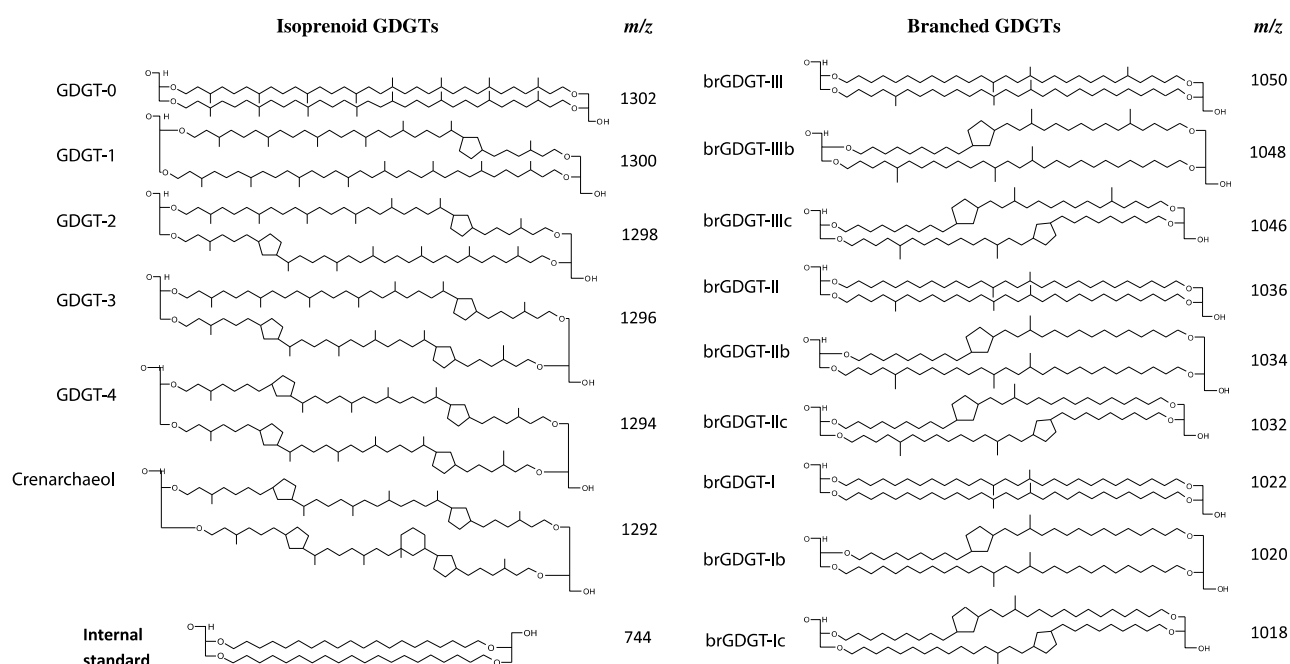 Isoprenoid GDGTs m/z
GDGT-0 1302
GDGT-1 1300
GDGT-2 1298
GDGT-3 1296
GDGT-4 1294
Crenarchaeol 1292
Internal
standard 744
Branched GDGTs m/z
brGDGT-III 1050
brGDGT-IIIb 1048
brGDGT-IIIc 1046
brGDGT-II 1036
brGDGT-IIb 1034
brGDGT-IIc 1032
brGDGT-I 1022
brGDGT-Ib 1020
brGDGT-Ic 1018